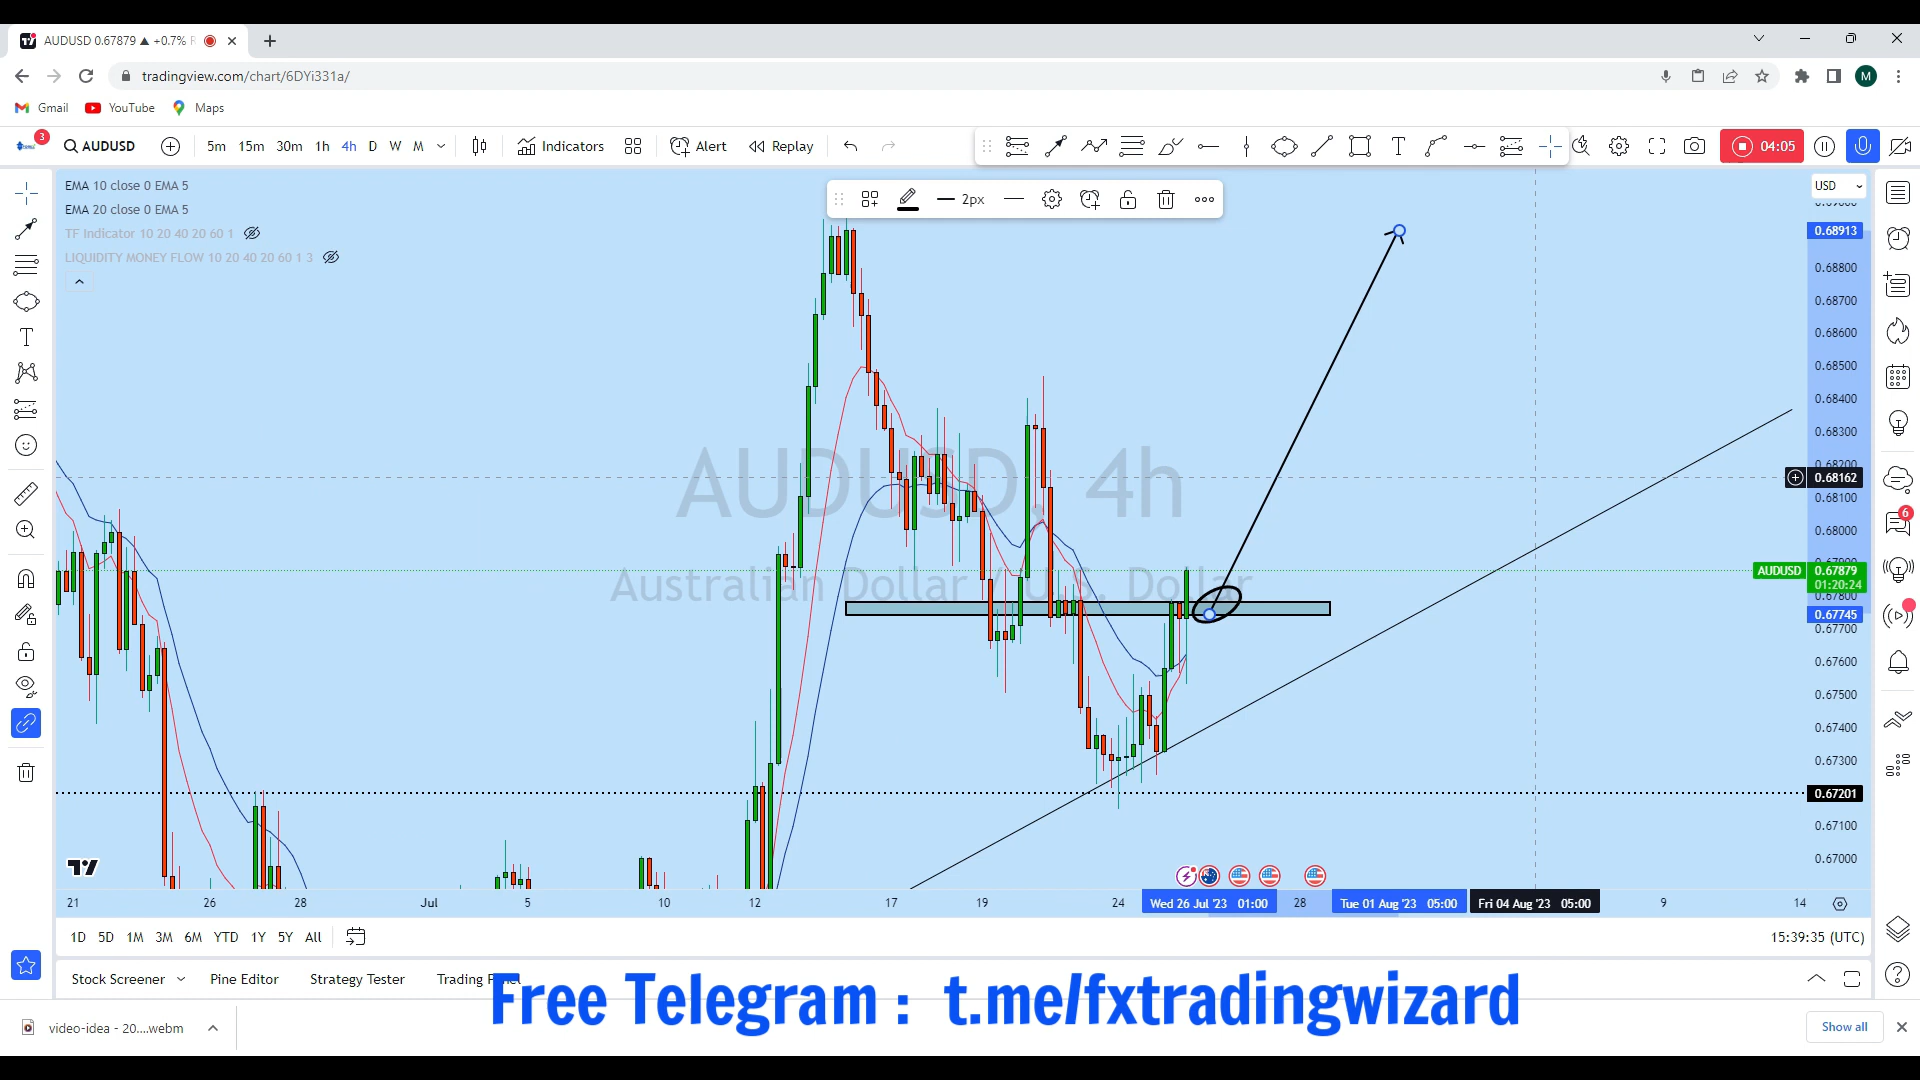 AUDUSD 0.67879 ▲ +0.7% R
tradingview.com/chart/6DYi331a/
M
Gmail YouTube Maps
3
AUDUSD 5m 15m 30m 1h 4h D W M Indicators Alert Replay T 04:05
EMA 10 close 0 EMA 5
EMA 20 close 0 EMA 5
TF Indicator 10 20 40 20 60 1
LIQUIDITY MONEY FLOW 10 20 40 20 60 1 3
2px
USD
0.68913
0.68800
0.68700
0.68600
0.68500
0.68400
0.68300
0.68200
0.68162
0.68100
0.68000
AUDUSD 0.67879
01:20:24
0.67800
0.67745
0.67700
0.67600
0.67500
0.67400
0.67300
0.67201
0.67100
0.67000
AUDUSD, 4h
Australian Dollar / U.S. Dollar
6
21 26 28 Jul 5 10 12 17 19 24 Wed 26 Jul '23 01:00 28 Tue 01 Aug '23 05:00 Fri 04 Aug '23 05:00 9 14
1D 5D 1M 3M 6M YTD 1Y 5Y All
15:39:35 (UTC)
Stock Screener Pine Editor Strategy Tester Trading Panel
Free Telegram : t.me/fxtradingwizard
video-idea - 20....webm
Show all